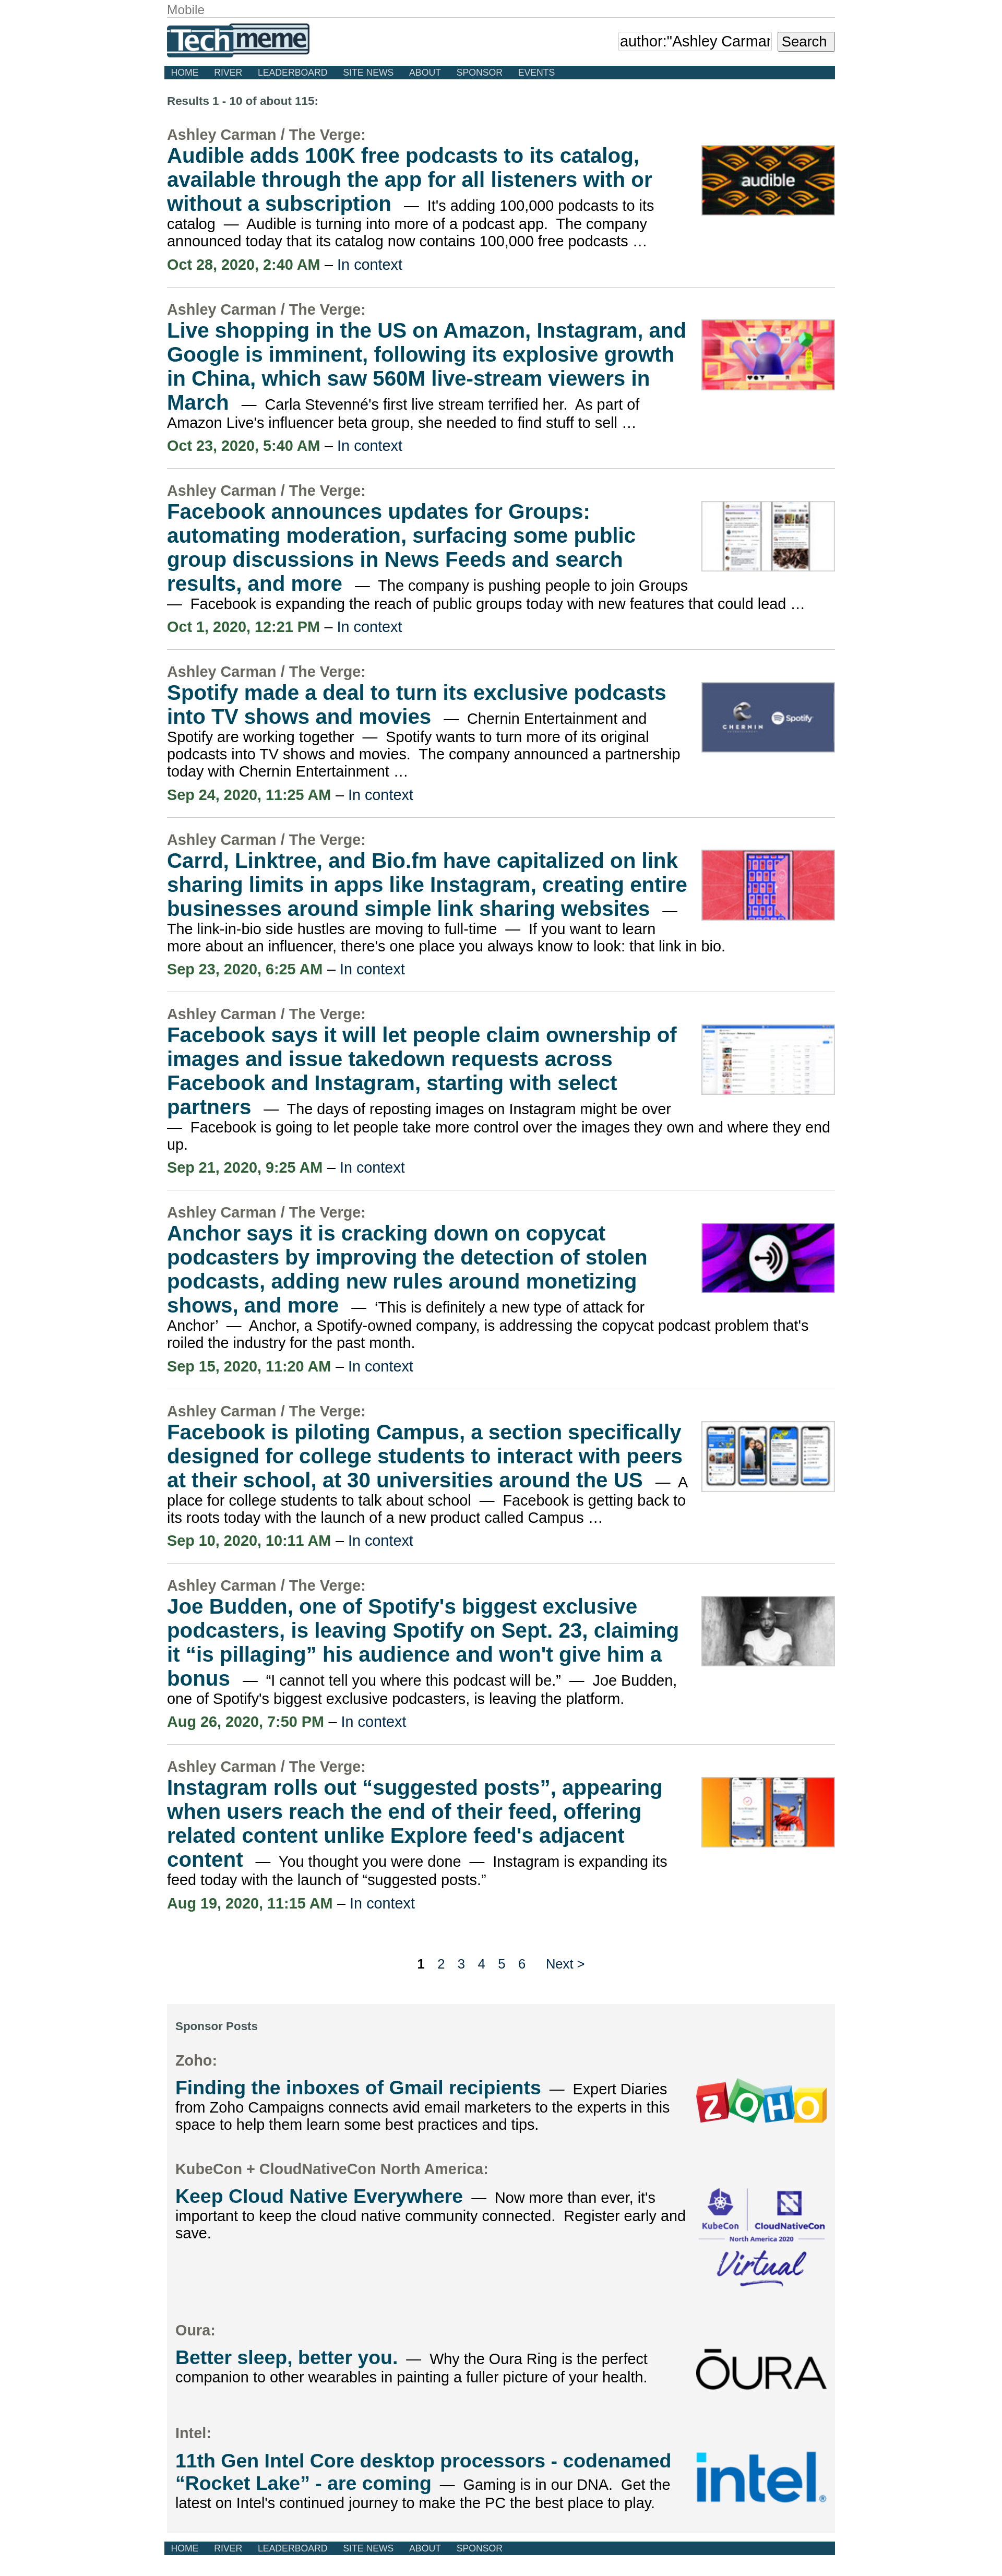 Mobile
Techmeme
author:"Ashley Carmar
Search
HOME RIVER LEADERBOARD SITE NEWS ABOUT SPONSOR EVENTS
Results 1 - 10 of about 115:
Ashley Carman / The Verge:
Audible adds 100K free podcasts to its catalog,
available through the app for all listeners with or
without a subscription — It's adding 100,000 podcasts to its
catalog — Audible is turning into more of a podcast app. The company
announced today that its catalog now contains 100,000 free podcasts …
audible
Oct 28, 2020, 2:40 AM – In context
Ashley Carman / The Verge:
Live shopping in the US on Amazon, Instagram, and
Google is imminent, following its explosive growth
in China, which saw 560M live-stream viewers in
March — Carla Stevenné's first live stream terrified her. As part of
Amazon Live's influencer beta group, she needed to find stuff to sell …
Oct 23, 2020, 5:40 AM – In context
Ashley Carman / The Verge:
Facebook announces updates for Groups:
automating moderation, surfacing some public
group discussions in News Feeds and search
results, and more — The company is pushing people to join Groups
— Facebook is expanding the reach of public groups today with new features that could lead …
Oct 1, 2020, 12:21 PM – In context
Ashley Carman / The Verge:
Spotify made a deal to turn its exclusive podcasts
into TV shows and movies — Chernin Entertainment and
Spotify are working together — Spotify wants to turn more of its original
podcasts into TV shows and movies. The company announced a partnership
today with Chernin Entertainment …
CHERNIN
Spotify
Sep 24, 2020, 11:25 AM – In context
Ashley Carman / The Verge:
Carrd, Linktree, and Bio.fm have capitalized on link
sharing limits in apps like Instagram, creating entire
businesses around simple link sharing websites —
The link-in-bio side hustles are moving to full-time — If you want to learn
more about an influencer, there's one place you always know to look: that link in bio.
Sep 23, 2020, 6:25 AM – In context
Ashley Carman / The Verge:
Facebook says it will let people claim ownership of
images and issue takedown requests across
Facebook and Instagram, starting with select
partners — The days of reposting images on Instagram might be over
— Facebook is going to let people take more control over the images they own and where they end
up.
Sep 21, 2020, 9:25 AM – In context
Ashley Carman / The Verge:
Anchor says it is cracking down on copycat
podcasters by improving the detection of stolen
podcasts, adding new rules around monetizing
shows, and more — ‘This is definitely a new type of attack for
Anchor’ — Anchor, a Spotify-owned company, is addressing the copycat podcast problem that's
roiled the industry for the past month.
Sep 15, 2020, 11:20 AM – In context
Ashley Carman / The Verge:
Facebook is piloting Campus, a section specifically
designed for college students to interact with peers
at their school, at 30 universities around the US — A
place for college students to talk about school — Facebook is getting back to
its roots today with the launch of a new product called Campus …
Sep 10, 2020, 10:11 AM – In context
Ashley Carman / The Verge:
Joe Budden, one of Spotify's biggest exclusive
podcasters, is leaving Spotify on Sept. 23, claiming
it “is pillaging” his audience and won't give him a
bonus — “I cannot tell you where this podcast will be.” — Joe Budden,
one of Spotify's biggest exclusive podcasters, is leaving the platform.
Aug 26, 2020, 7:50 PM – In context
Ashley Carman / The Verge:
Instagram rolls out “suggested posts”, appearing
when users reach the end of their feed, offering
related content unlike Explore feed's adjacent
content — You thought you were done — Instagram is expanding its
feed today with the launch of “suggested posts.”
Aug 19, 2020, 11:15 AM – In context
1 2 3 4 5 6 Next >
Sponsor Posts
Zoho:
Finding the inboxes of Gmail recipients — Expert Diaries
from Zoho Campaigns connects avid email marketers to the experts in this
space to help them learn some best practices and tips.
ZOHO
KubeCon + CloudNativeCon North America:
Keep Cloud Native Everywhere — Now more than ever, it's
important to keep the cloud native community connected. Register early and
save.
KubeCon CloudNativeCon
North America 2020
Virtual
Oura:
Better sleep, better you. — Why the Oura Ring is the perfect
companion to other wearables in painting a fuller picture of your health.
ŌURA
Intel:
11th Gen Intel Core desktop processors - codenamed
“Rocket Lake” - are coming — Gaming is in our DNA. Get the
latest on Intel's continued journey to make the PC the best place to play.
intel®
HOME RIVER LEADERBOARD SITE NEWS ABOUT SPONSOR